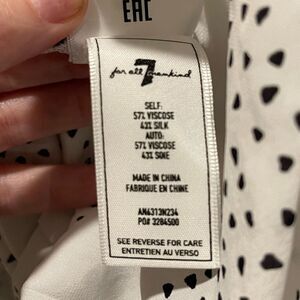 EAC
7
for all mankind
SELF:
57% VISCOSE
43% SILK
AUTO:
57% VISCOSE
43% SOIE
MADE IN CHINA
FABRIQUE EN CHINE
AN4313N234
PO# 3284500
SEE REVERSE FOR CARE
ENTRETIEN AU VERSO